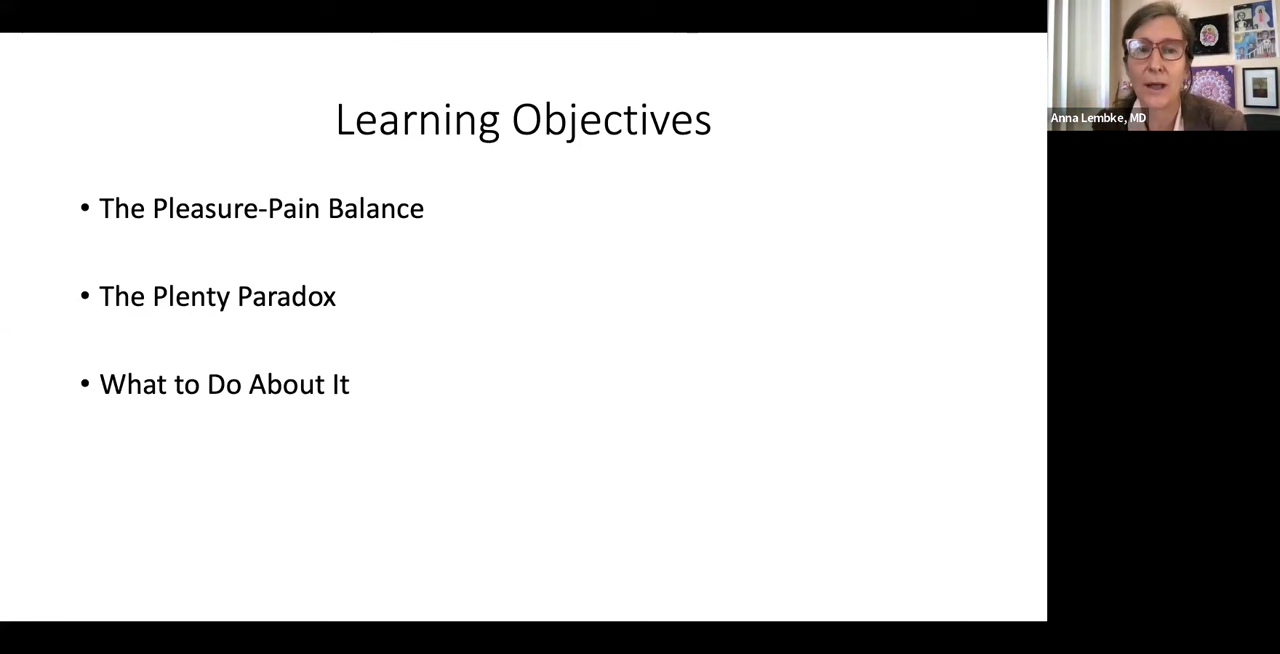 Learning Objectives
• The Pleasure-Pain Balance
• The Plenty Paradox
• What to Do About It
Anna Lembke, MD